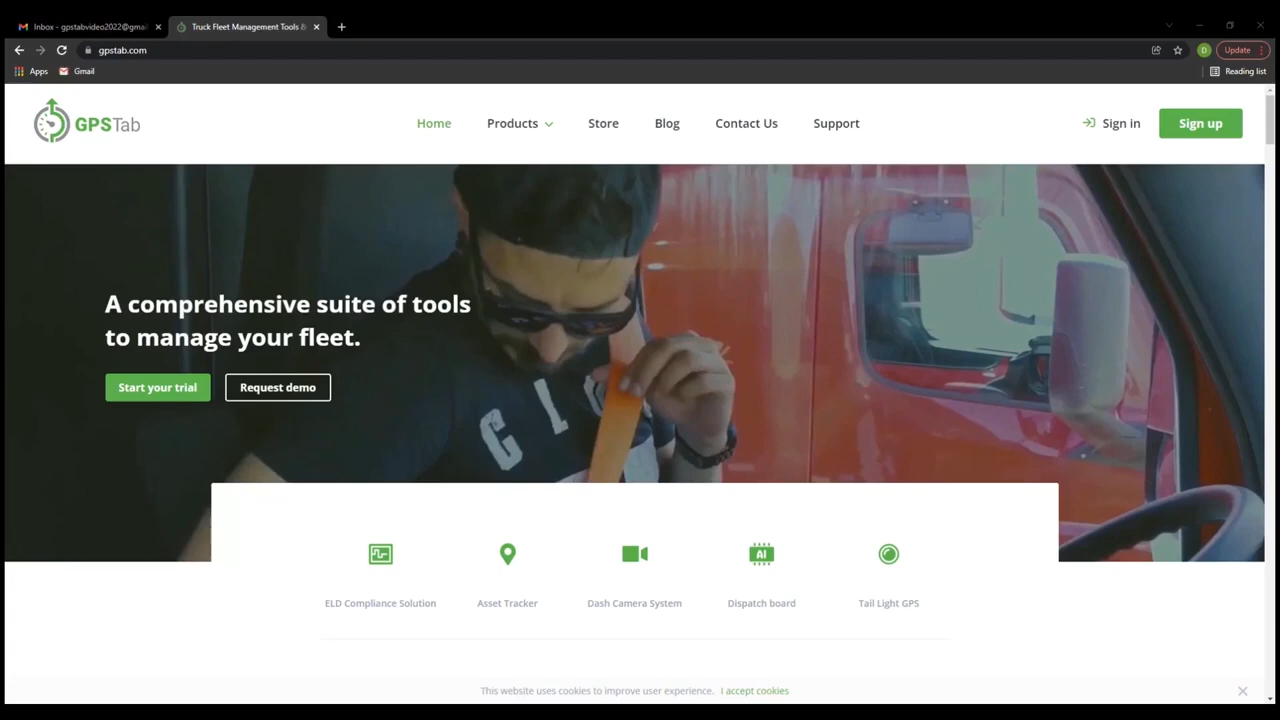 Inbox - gpstabvideo2022@gmai
Truck Fleet Management Tools &
gpstab.com
D
Update
Apps
Gmail
Reading list
GPSTab
Home
Products
Store
Blog
Contact Us
Support
Sign in
Sign up
A comprehensive suite of tools
to manage your fleet.
Start your trial
Request demo
AI
ELD Compliance Solution
Asset Tracker
Dash Camera System
Dispatch board
Tail Light GPS
This website uses cookies to improve user experience. I accept cookies